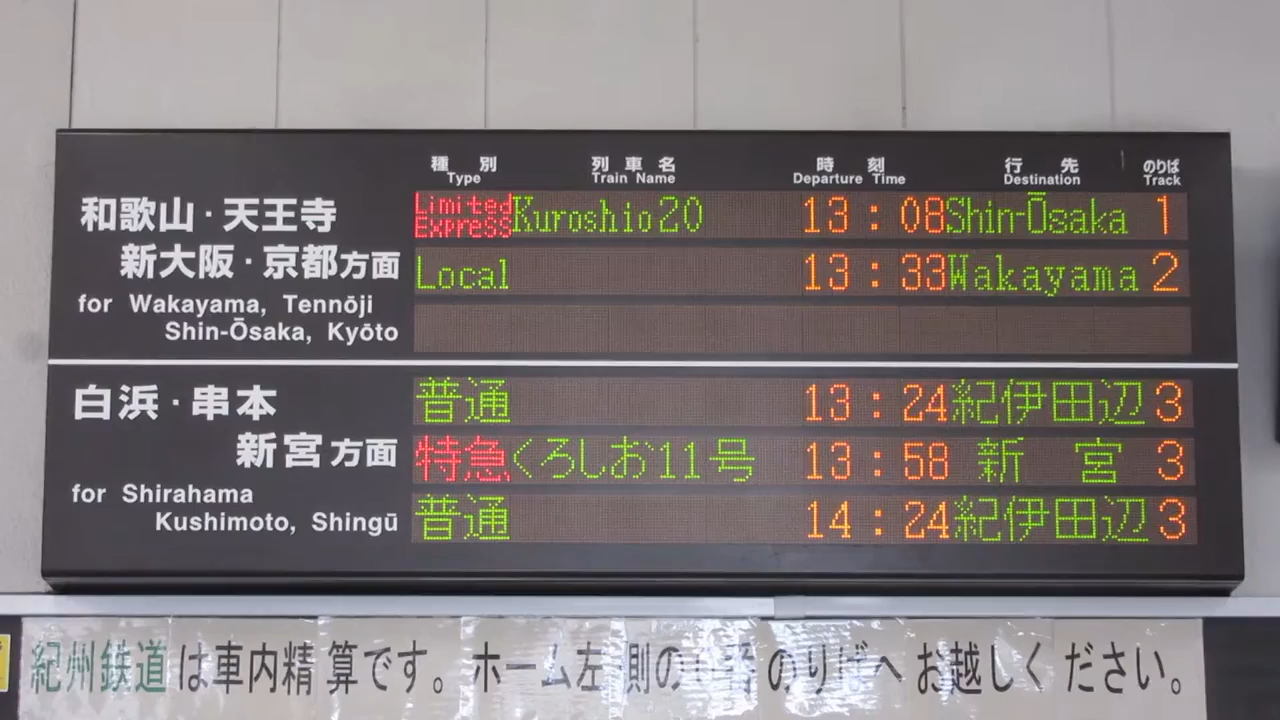 種別 列車名 時刻 行先 のりば
Type Train Name Departure Time Destination Track
和歌山・天王寺
新大阪・京都方面
for Wakayama, Tennōji
Shin-Ōsaka, Kyōto
Limited Express Kuroshio20 13:08 Shin-Ōsaka 1
Local 13:33 Wakayama 2
白浜・串本
新宮方面
for Shirahama
Kushimoto, Shingū
普通 13:24 紀伊田辺 3
特急 くろしお11号 13:58 新宮 3
普通 14:24 紀伊田辺 3
紀州鉄道は車内精算です。ホーム左側の 番のりばへお越しください。